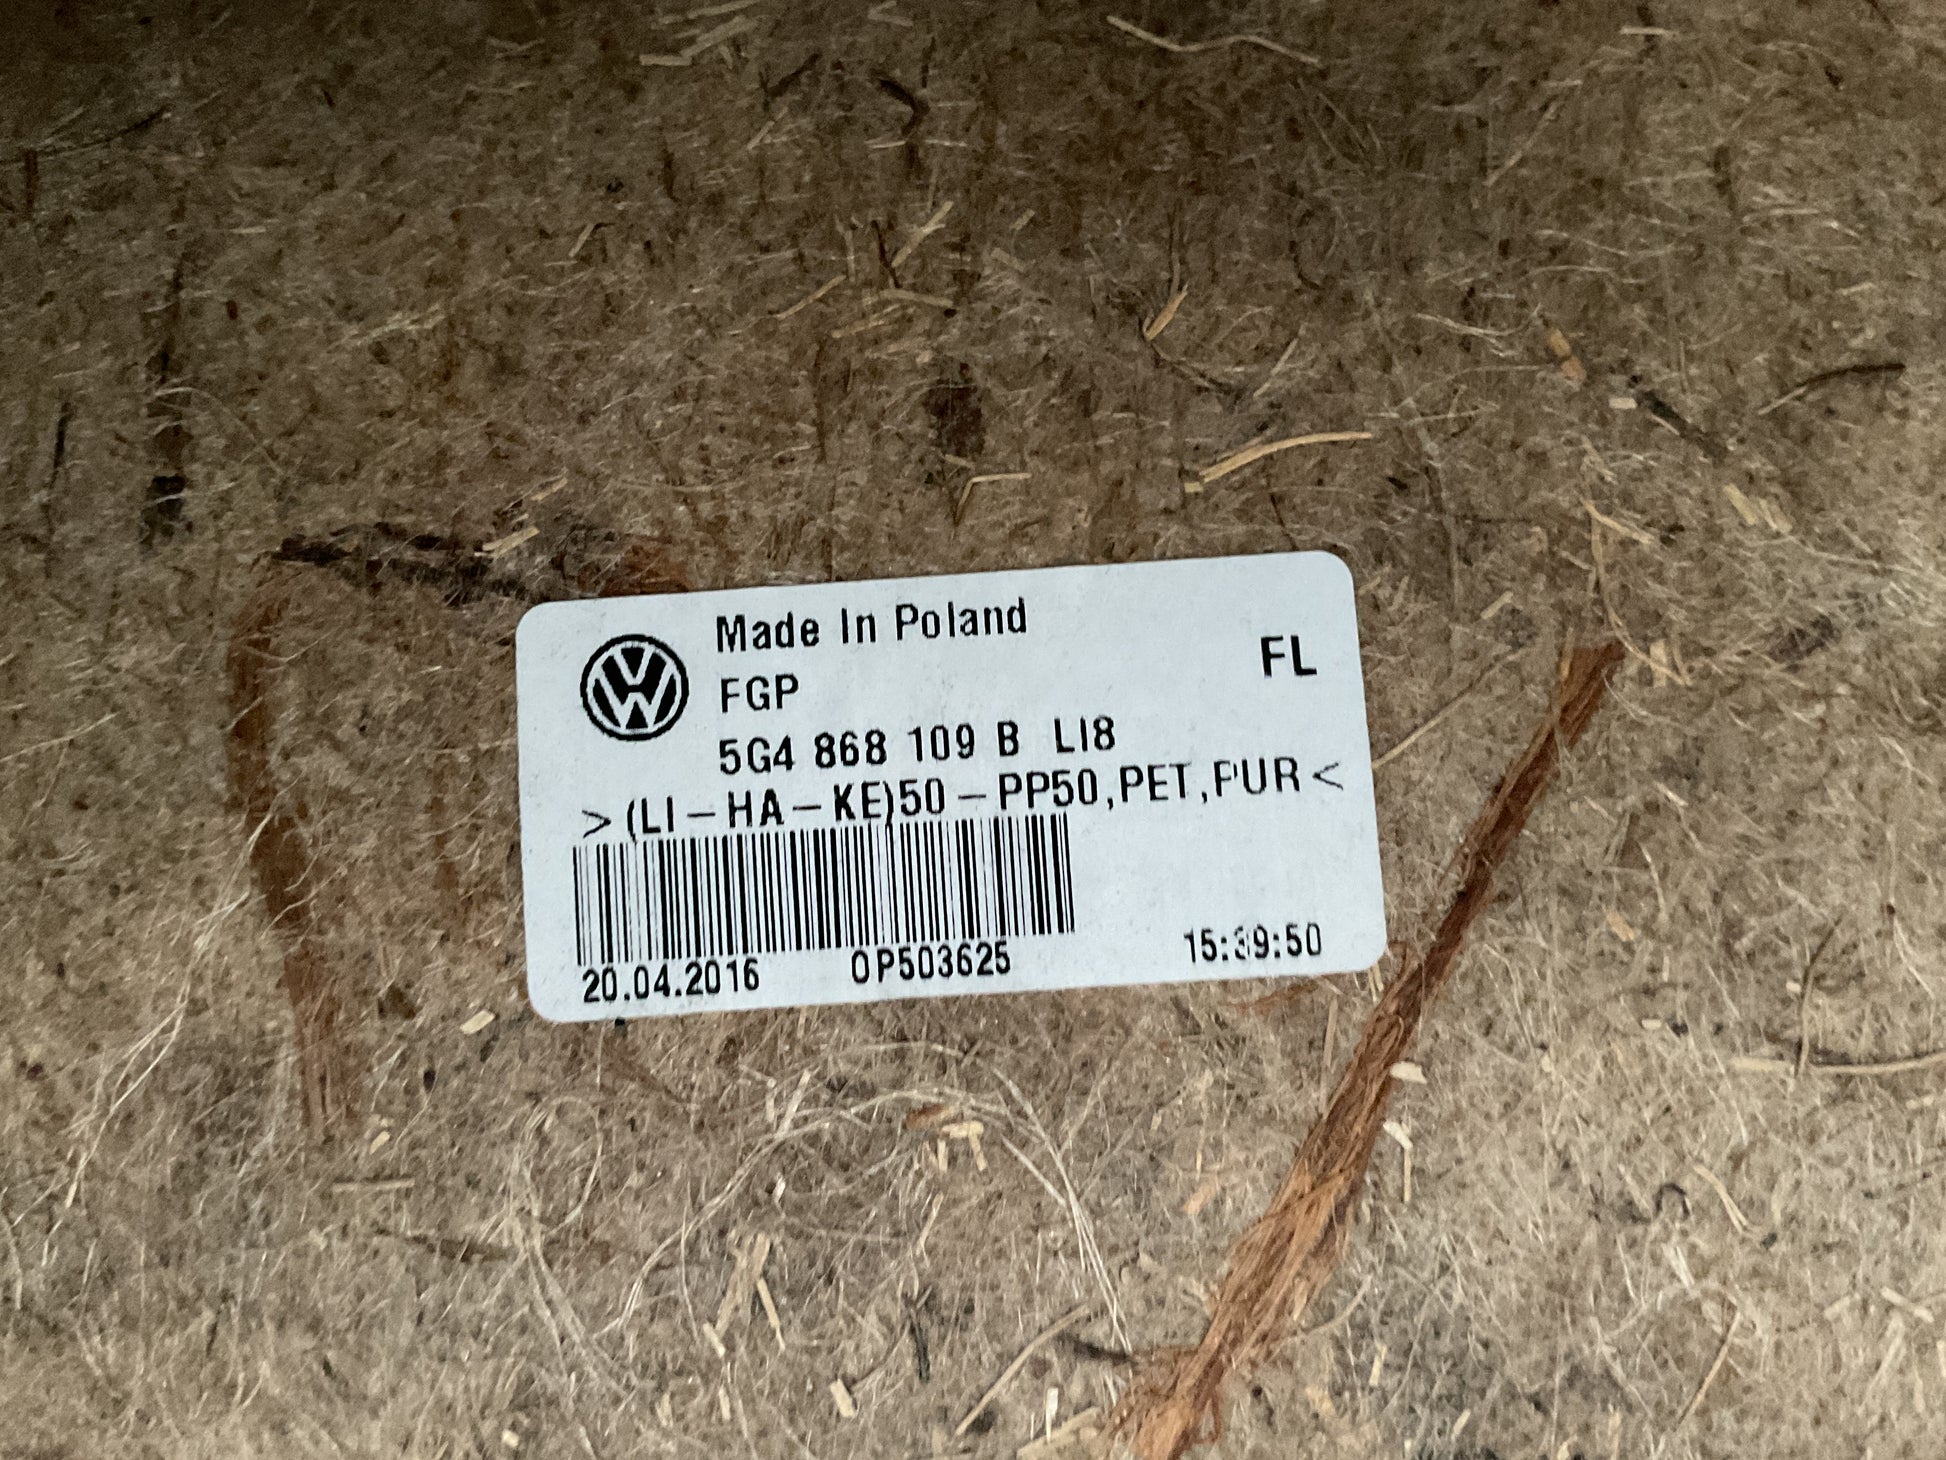 Made In Poland
FGP
FL
5G4 868 109 B LI8
>(LI-HA-KE)50-PP50,PET,PUR<
20.04.2016 OP503625 15:39:50